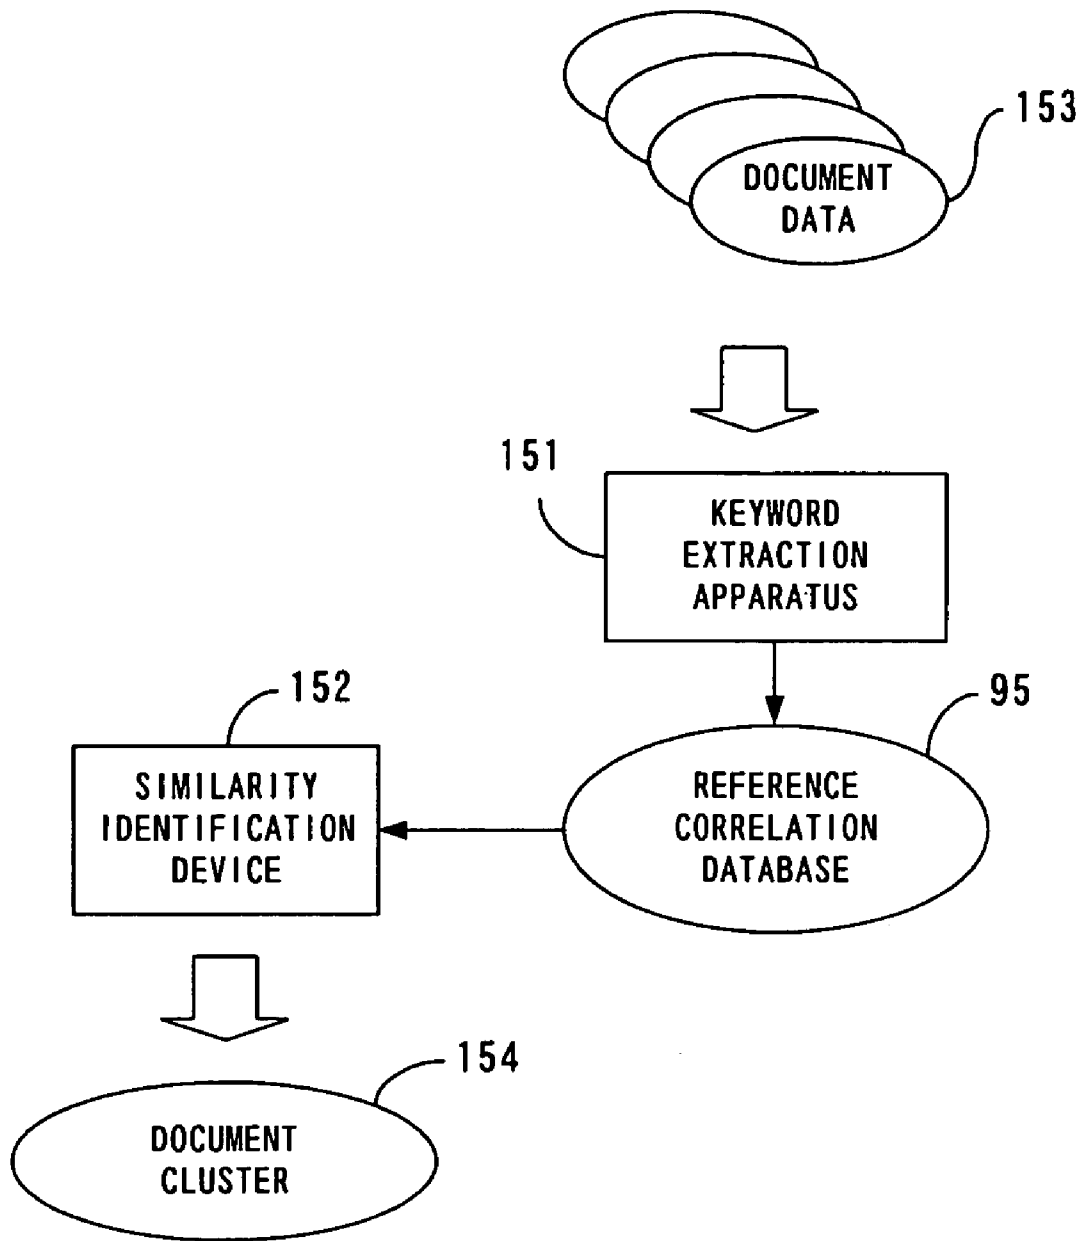 153
DOCUMENT
DATA
151
KEYWORD
EXTRACTION
APPARATUS
152
95
SIMILARITY
IDENTIFICATION
DEVICE
REFERENCE
CORRELATION
DATABASE
154
DOCUMENT
CLUSTER